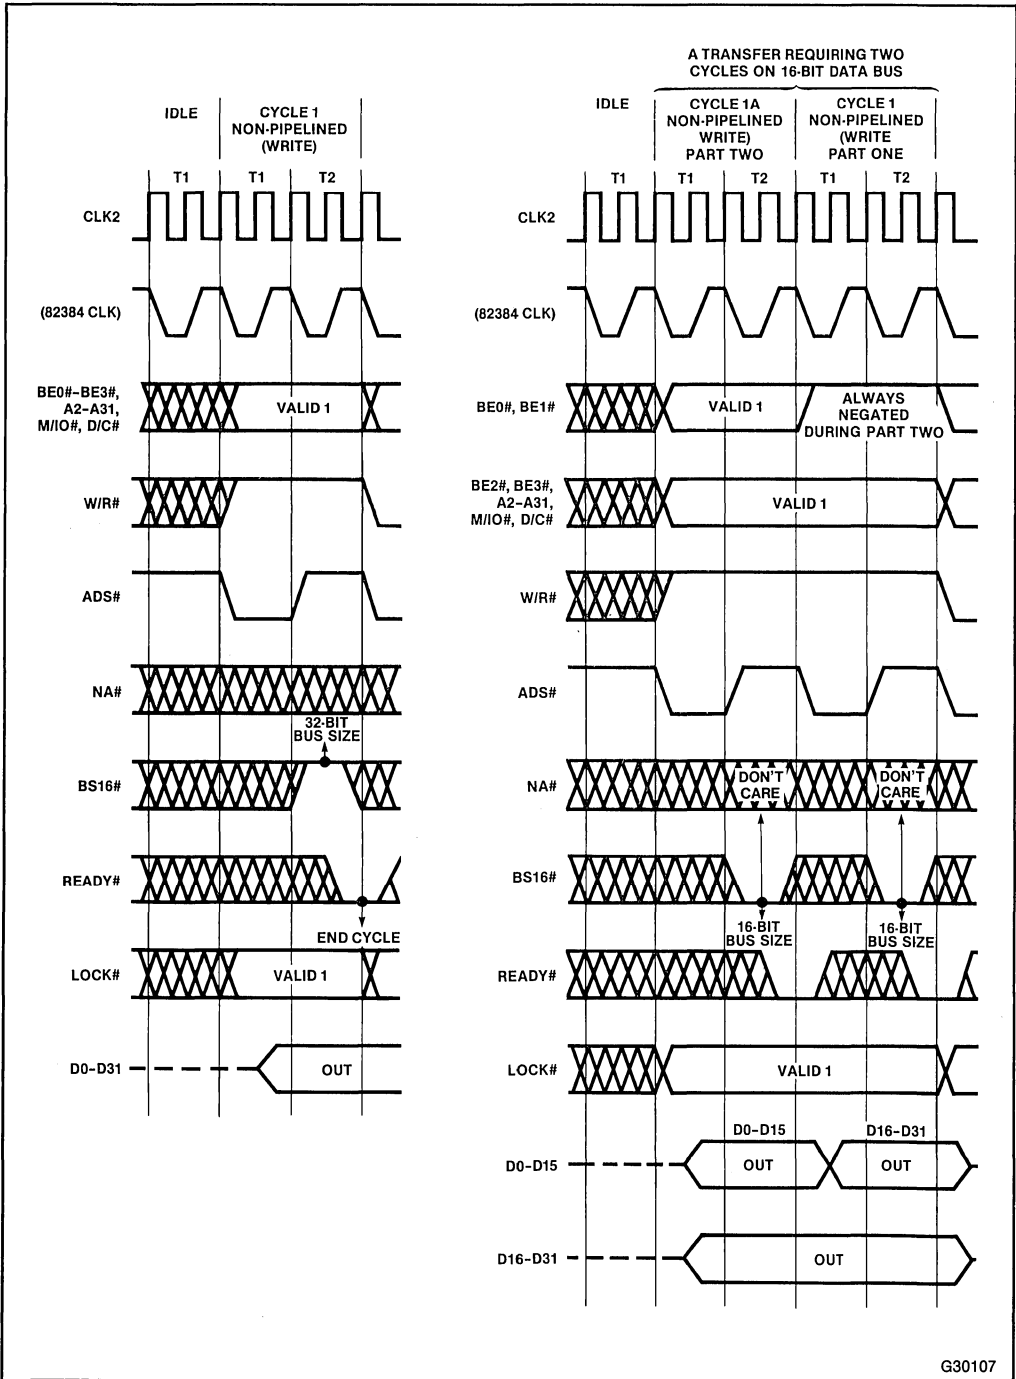 A TRANSFER REQUIRING TWO
CYCLES ON 16-BIT DATA BUS
IDLE
CYCLE 1
NON-PIPELINED
(WRITE)
T1
T1
T2
CLK2
(82384 CLK)
BE0#-BE3#,
A2-A31,
M/IO#, D/C#
VALID 1
W/R#
ADS#
NA#
32-BIT
BUS SIZE
BS16#
READY#
END CYCLE
LOCK#
VALID 1
D0-D31
OUT
IDLE
CYCLE 1A
NON-PIPELINED
WRITE)
PART TWO
CYCLE 1
NON-PIPELINED
(WRITE
PART ONE
T1
T1
T2
T1
T2
CLK2
(82384 CLK)
BE0#, BE1#
VALID 1
ALWAYS
NEGATED
DURING PART TWO
BE2#, BE3#,
A2-A31,
M/IO#, D/C#
VALID 1
W/R#
ADS#
NA#
DON'T
CARE
DON'T
CARE
BS16#
16-BIT
BUS SIZE
16-BIT
BUS SIZE
READY#
LOCK#
VALID 1
D0-D15
D16-D31
D0-D15
OUT
OUT
D16-D31
OUT
G30107